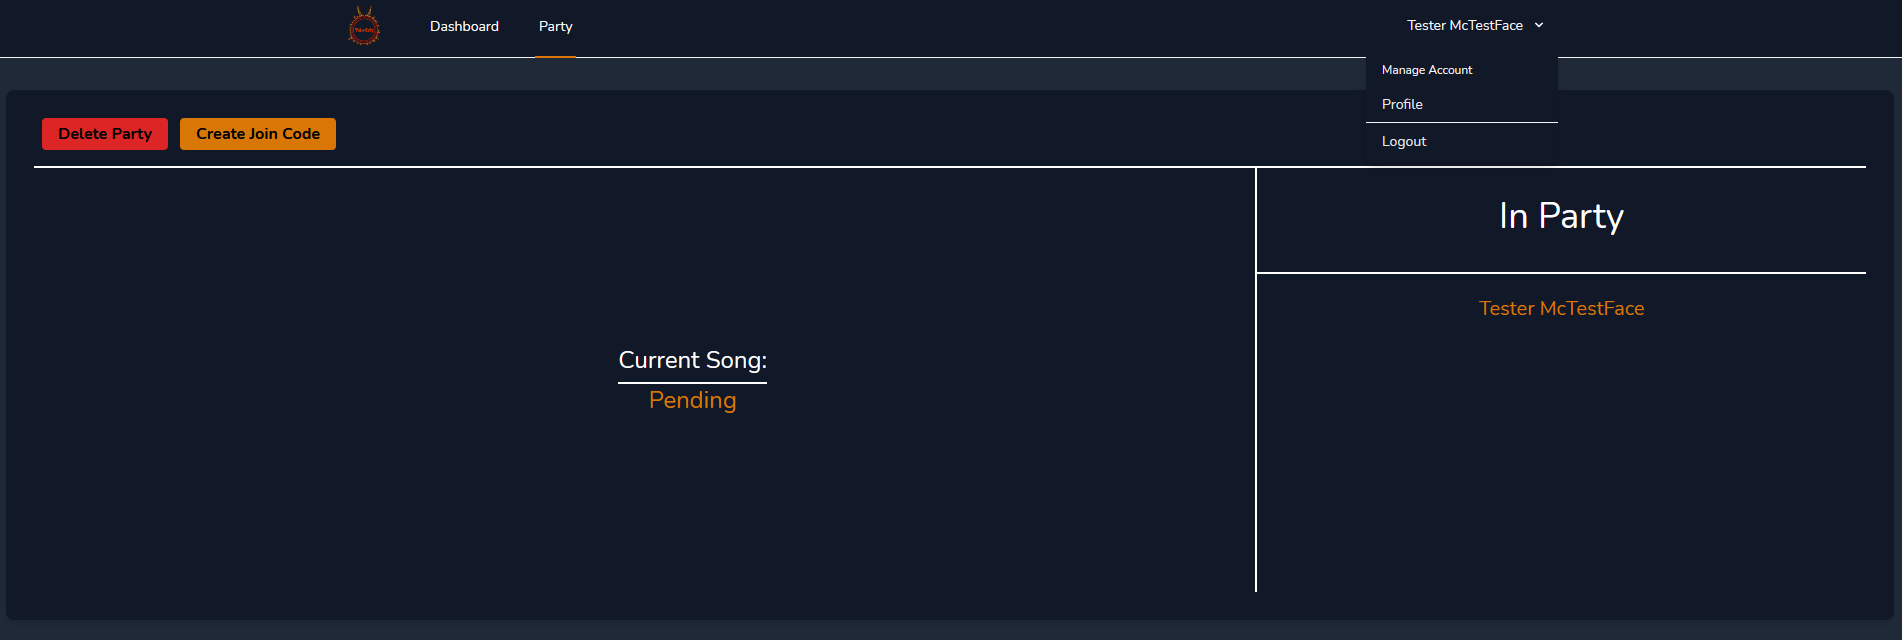 Dashboard
Party
Tester McTestFace
Manage Account
Profile
Logout
Delete Party
Create Join Code
In Party
Tester McTestFace
Current Song:
Pending